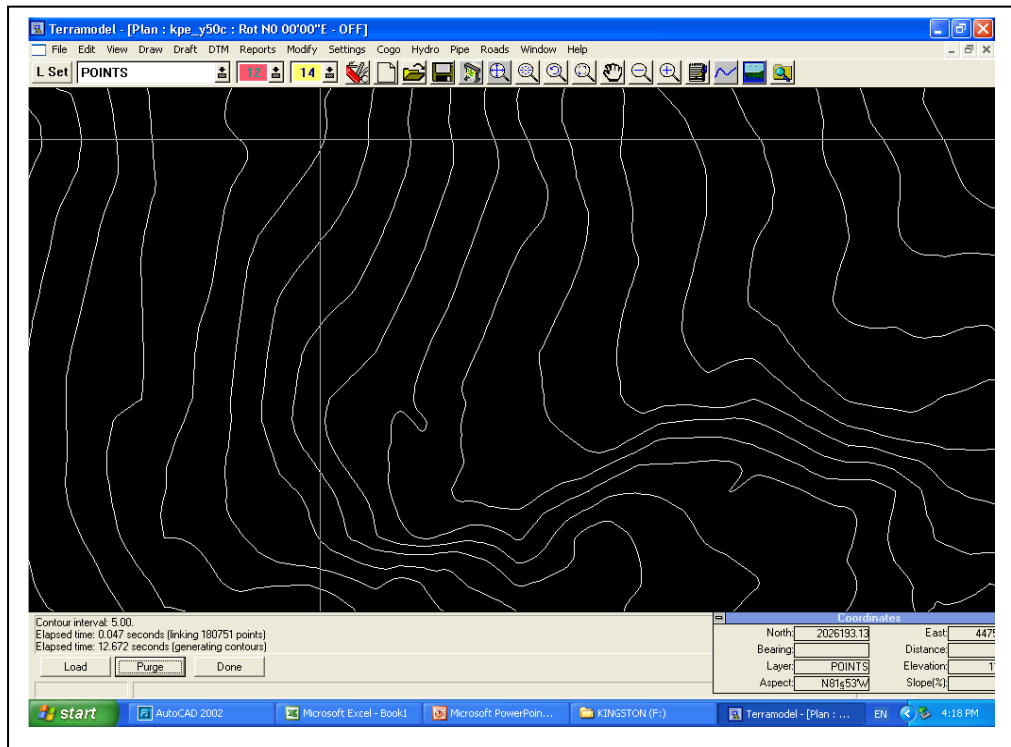 Terramodel - [Plan : kpe_y50c : Rot N0 00'00"E - OFF]
File Edit View Draw Draft DTM Reports Modify Settings Cogo Hydro Pipe Roads Window Help
L Set POINTS 12 14
Contour interval: 5.00.
Elapsed time: 0.047 seconds (linking 180751 points)
Elapsed time: 12.672 seconds (generating contours)
Load Purge Done
Coordinates
North: 2026193.13 East: 4475
Bearing: Distance:
Layer: POINTS Elevation: 1
Aspect: N81§53'W Slope(%):
start AutoCAD 2002 Microsoft Excel - Book1 Microsoft PowerPoin... KINGSTON (F:) Terramodel - [Plan : ... EN 4:18 PM